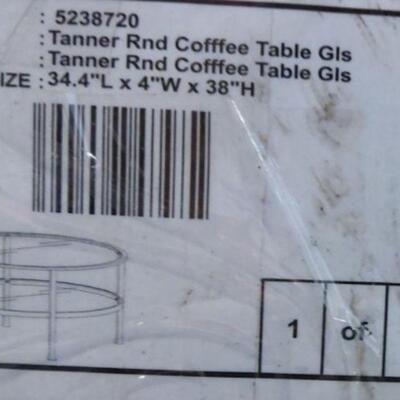 : 5238720
:Tanner Rnd Cofffee Table Gls
:Tanner Rnd Cofffee Table Gls
IZE :34.4"L x 4"W x 38"H
1 of